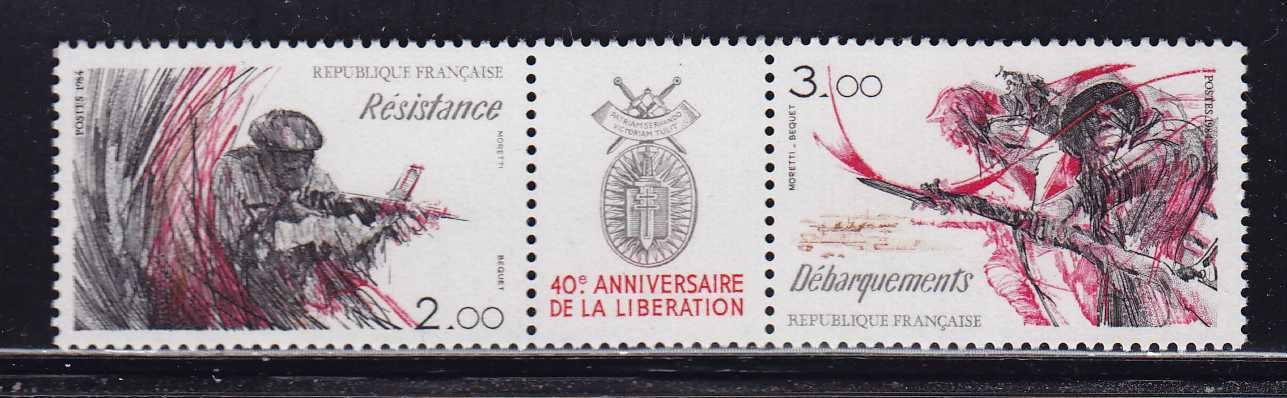 POSTES 1984
REPUBLIQUE FRANÇAISE
Résistance
MORETTI
BEQUET
2.00
PATRIAM SERVANDO
VICTORIAM TULIT
40e ANNIVERSAIRE
DE LA LIBERATION
3.00
MORETTI _ BEQUET
POSTES 1984
Débarquements
REPUBLIQUE FRANÇAISE